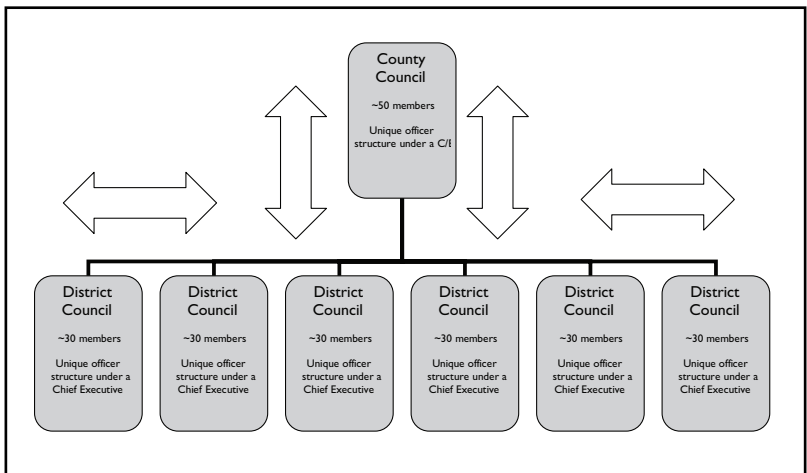 County
Council
~50 members
Unique officer
structure under a C/E
District
Council
~30 members
Unique officer
structure under a
Chief Executive
District
Council
~30 members
Unique officer
structure under a
Chief Executive
District
Council
~30 members
Unique officer
structure under a
Chief Executive
District
Council
~30 members
Unique officer
structure under a
Chief Executive
District
Council
~30 members
Unique officer
structure under a
Chief Executive
District
Council
~30 members
Unique officer
structure under a
Chief Executive